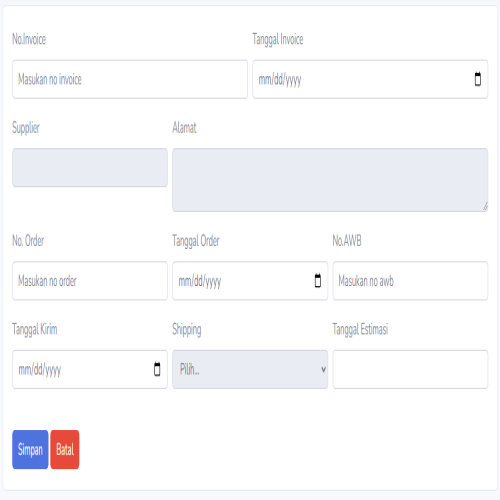 No.Invoice Tanggal Invoice
Masukan no invoice mm/dd/yyyy
Supplier Alamat
No. Order Tanggal Order No.AWB
Masukan no order mm/dd/yyyy Masukan no awb
Tanggal Kirim Shipping Tanggal Estimasi
mm/dd/yyyy Pilih...
Simpan Batal